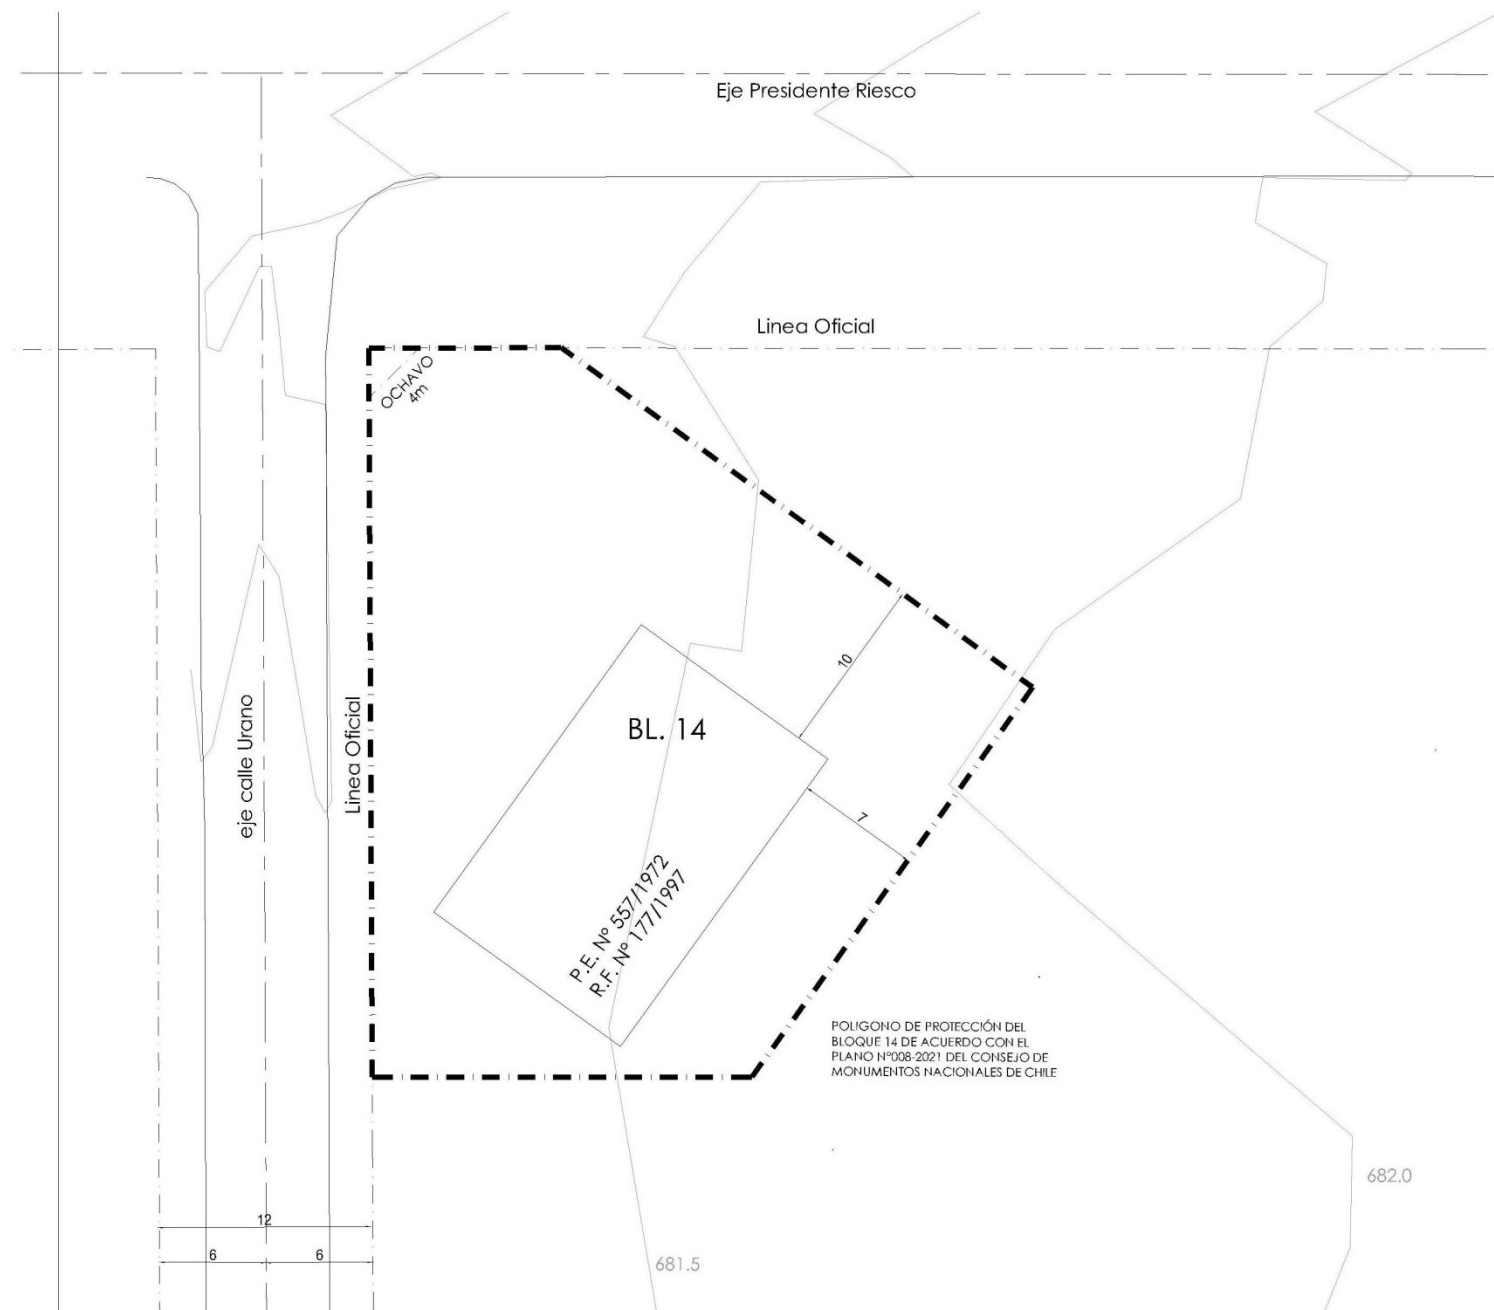 Eje Presidente Riesco
Linea Oficial
OCHAVO
4m
10
BL. 14
eje calle Urano
Linea Oficial
7
P.E. Nº 557/1972
R.F. Nº 177/1997
POLIGONO DE PROTECCIÓN DEL
BLOQUE 14 DE ACUERDO CON EL
PLANO Nº008-2021 DEL CONSEJO DE
MONUMENTOS NACIONALES DE CHILE
682.0
12
6
6
681.5